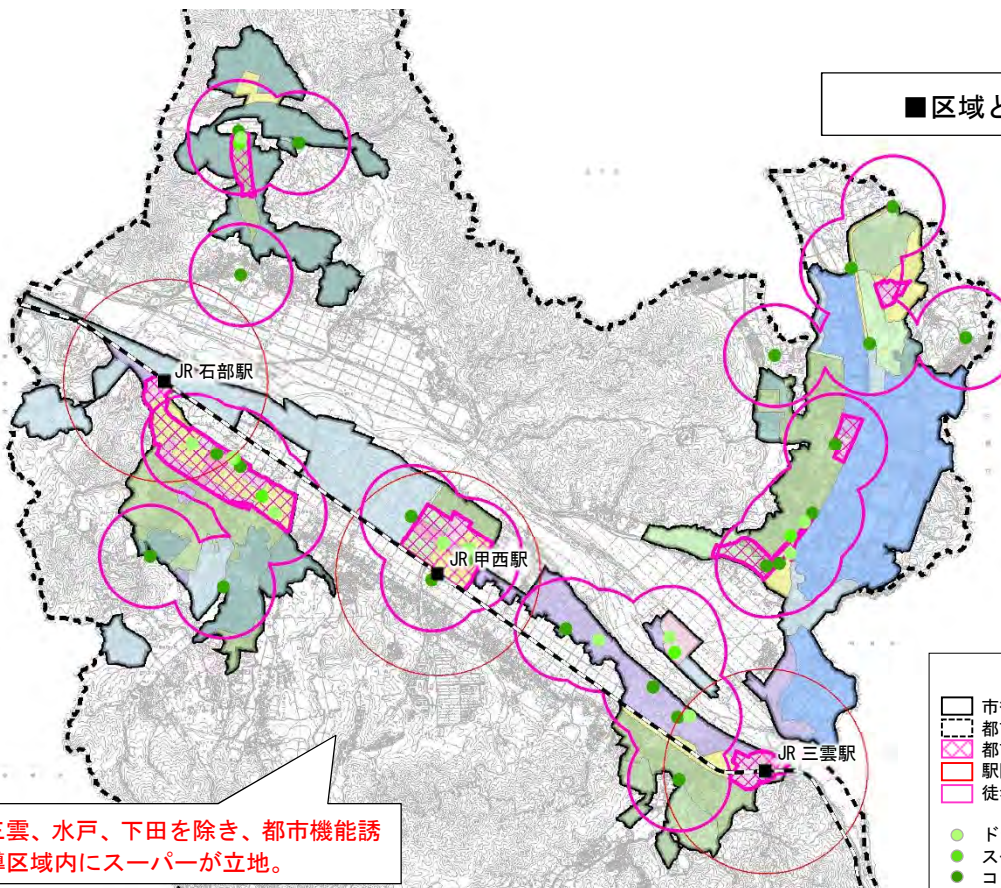 ■区域と
JR 石部駅
JR 甲西駅
JR 三雲駅
三雲、水戸、下田を除き、都市機能誘
導区域内にスーパーが立地。
市
都
都
駅
徒
ド
ス
コ